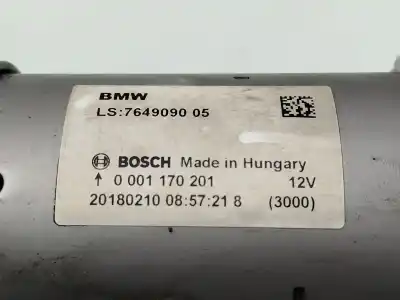 BMW
LS:7649090 05
BOSCH Made in Hungary
↑ 0 001 170 201 12V
20180210 08:57:21 8 (3000)